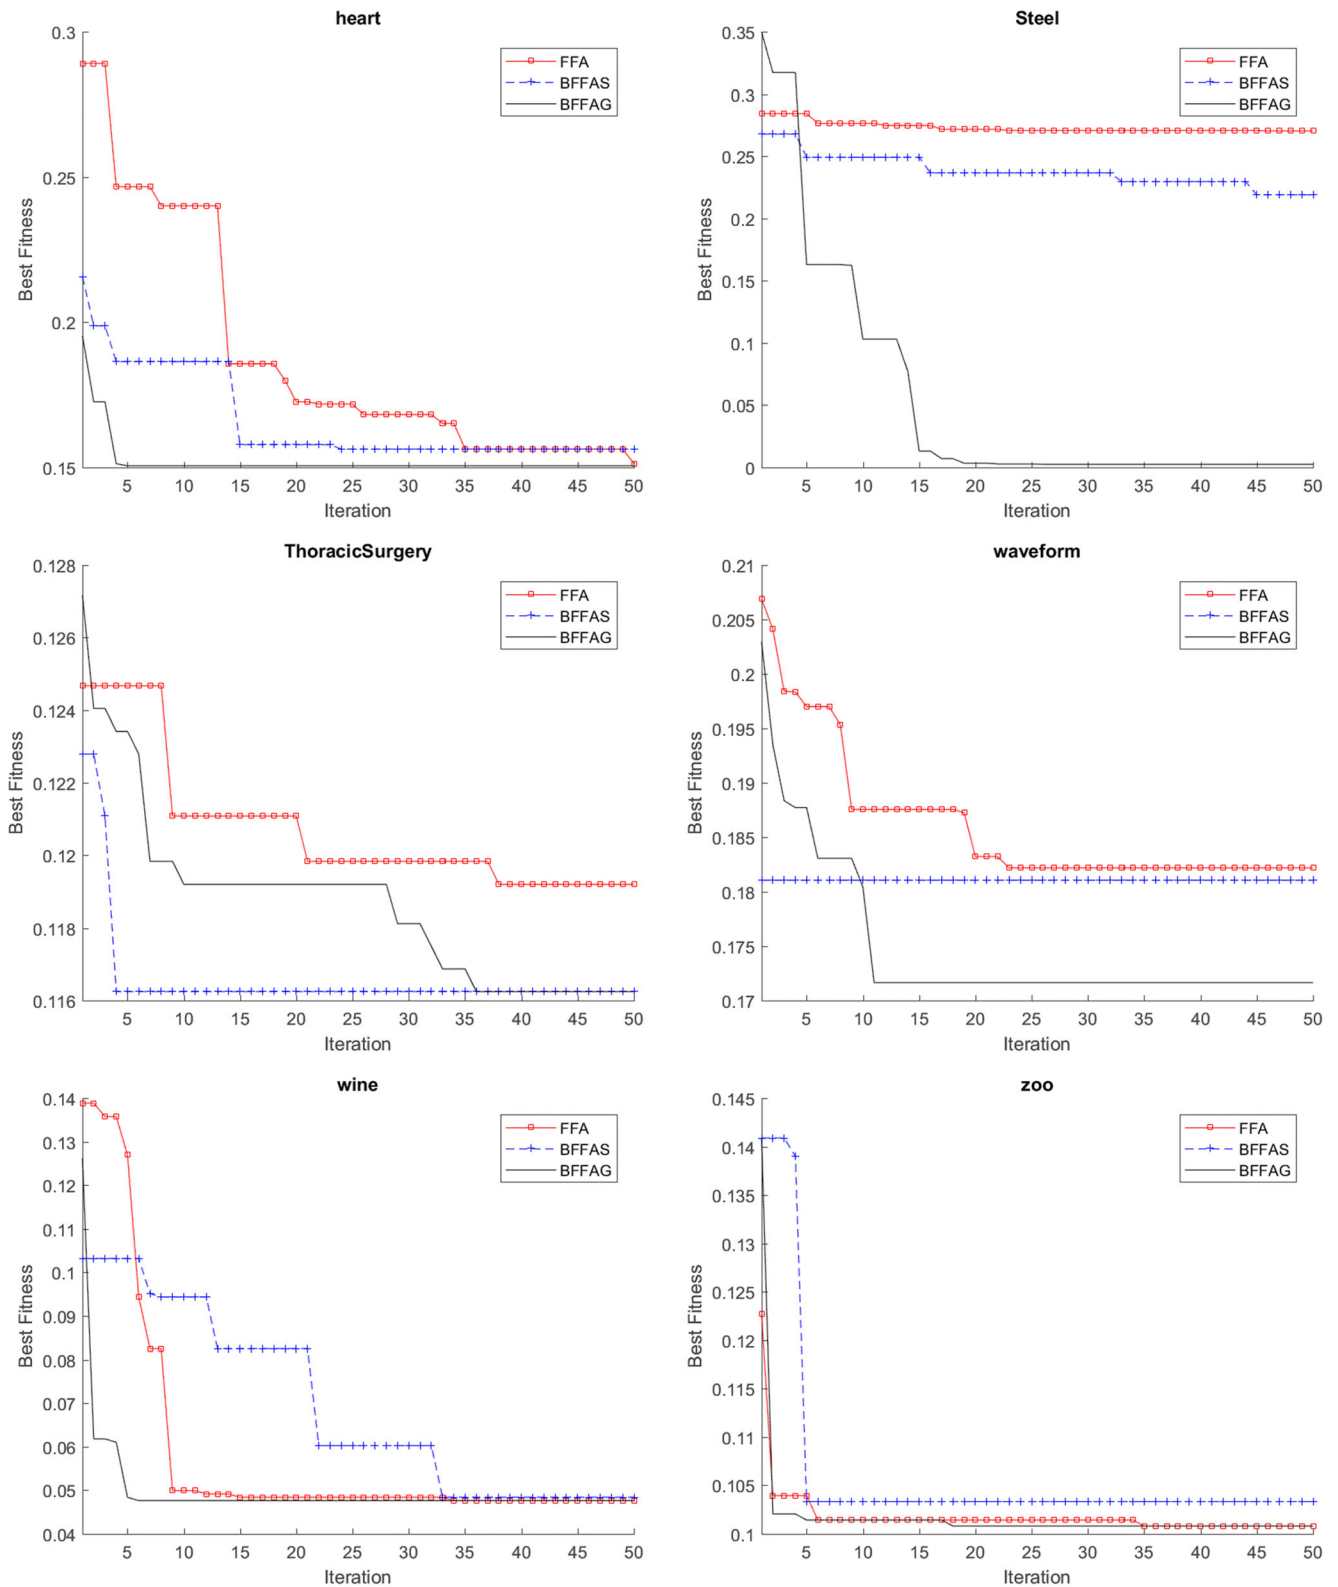 heart
0.3
0.25
0.2
0.15
Best Fitness
5 10 15 20 25 30 35 40 45 50
Iteration
FFA
BFFAS
BFFAG
Steel
0.35
0.3
0.25
0.2
0.15
0.1
0.05
0
Best Fitness
5 10 15 20 25 30 35 40 45 50
Iteration
FFA
BFFAS
BFFAG
ThoracicSurgery
0.128
0.126
0.124
0.122
0.12
0.118
0.116
Best Fitness
5 10 15 20 25 30 35 40 45 50
Iteration
FFA
BFFAS
BFFAG
waveform
0.21
0.205
0.2
0.195
0.19
0.185
0.18
0.175
0.17
Best Fitness
5 10 15 20 25 30 35 40 45 50
Iteration
FFA
BFFAS
BFFAG
wine
0.14
0.13
0.12
0.11
0.1
0.09
0.08
0.07
0.06
0.05
0.04
Best Fitness
5 10 15 20 25 30 35 40 45 50
Iteration
FFA
BFFAS
BFFAG
zoo
0.145
0.14
0.135
0.13
0.125
0.12
0.115
0.11
0.105
0.1
Best Fitness
5 10 15 20 25 30 35 40 45 50
Iteration
FFA
BFFAS
BFFAG